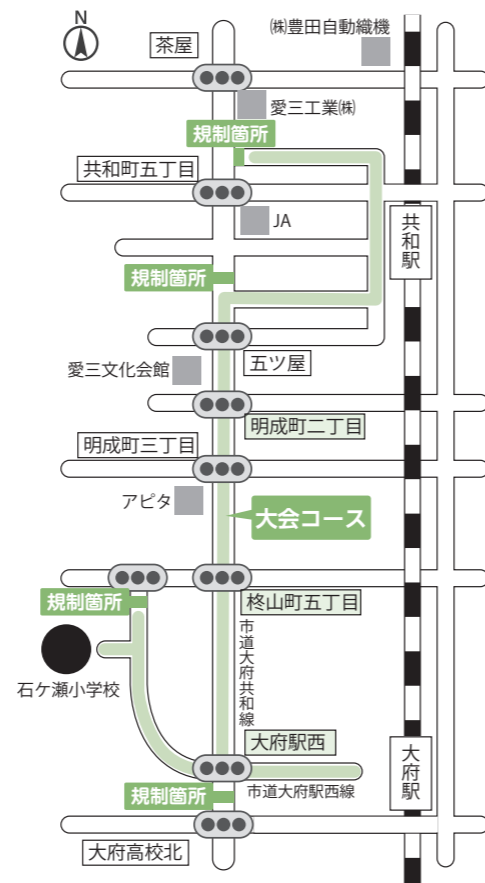 N
㈱豊田自動織機
茶屋
愛三工業㈱
規制箇所
共和町五丁目
JA
共和駅
規制箇所
五ツ屋
愛三文化会館
明成町二丁目
明成町三丁目
アピタ
大会コース
規制箇所
柊山町五丁目
市道大府共和線
石ケ瀬小学校
大府駅西
大府駅
市道大府駅西線
規制箇所
大府高校北